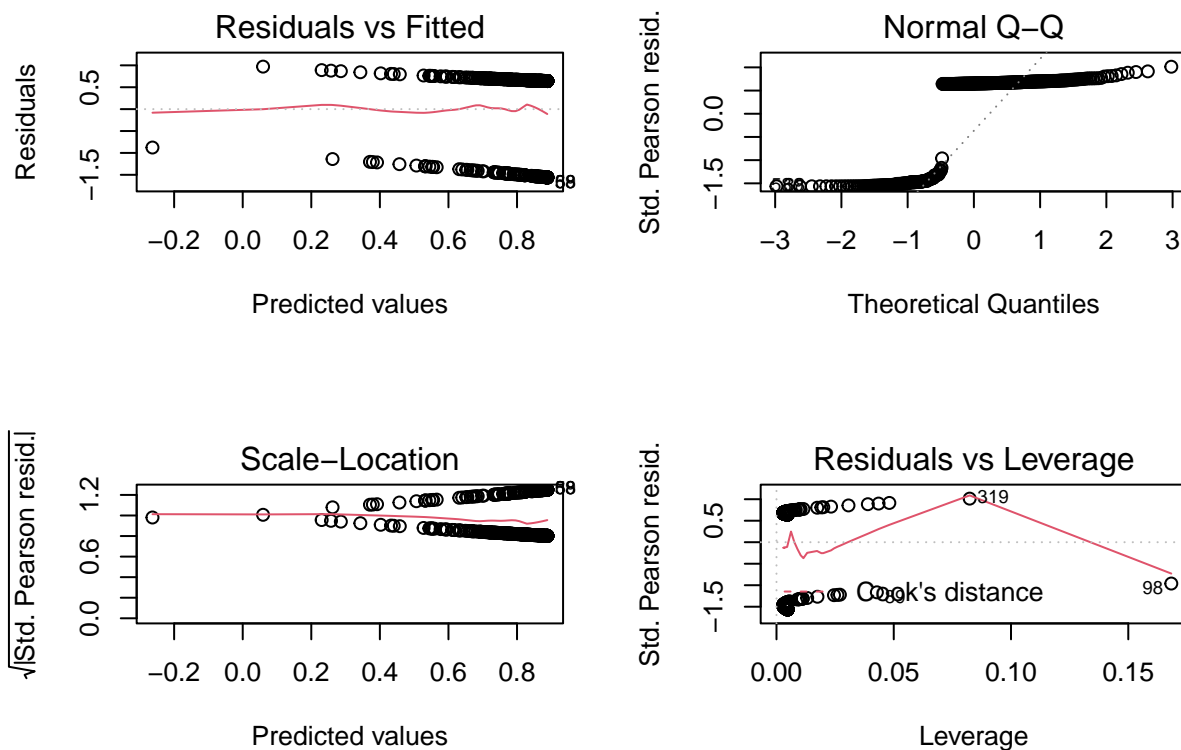 Residuals vs Fitted
Residuals
0.5
−1.5
−0.2 0.0 0.2 0.4 0.6 0.8
Predicted values
Normal Q−Q
Std. Pearson resid.
0.0
−1.5
−3 −2 −1 0 1 2 3
Theoretical Quantiles
Scale−Location
√|Std. Pearson resid.|
1.2
0.6
0.0
−0.2 0.0 0.2 0.4 0.6 0.8
Predicted values
Residuals vs Leverage
Std. Pearson resid.
0.5
−1.5
319
98
Cook's distance
0.00 0.05 0.10 0.15
Leverage